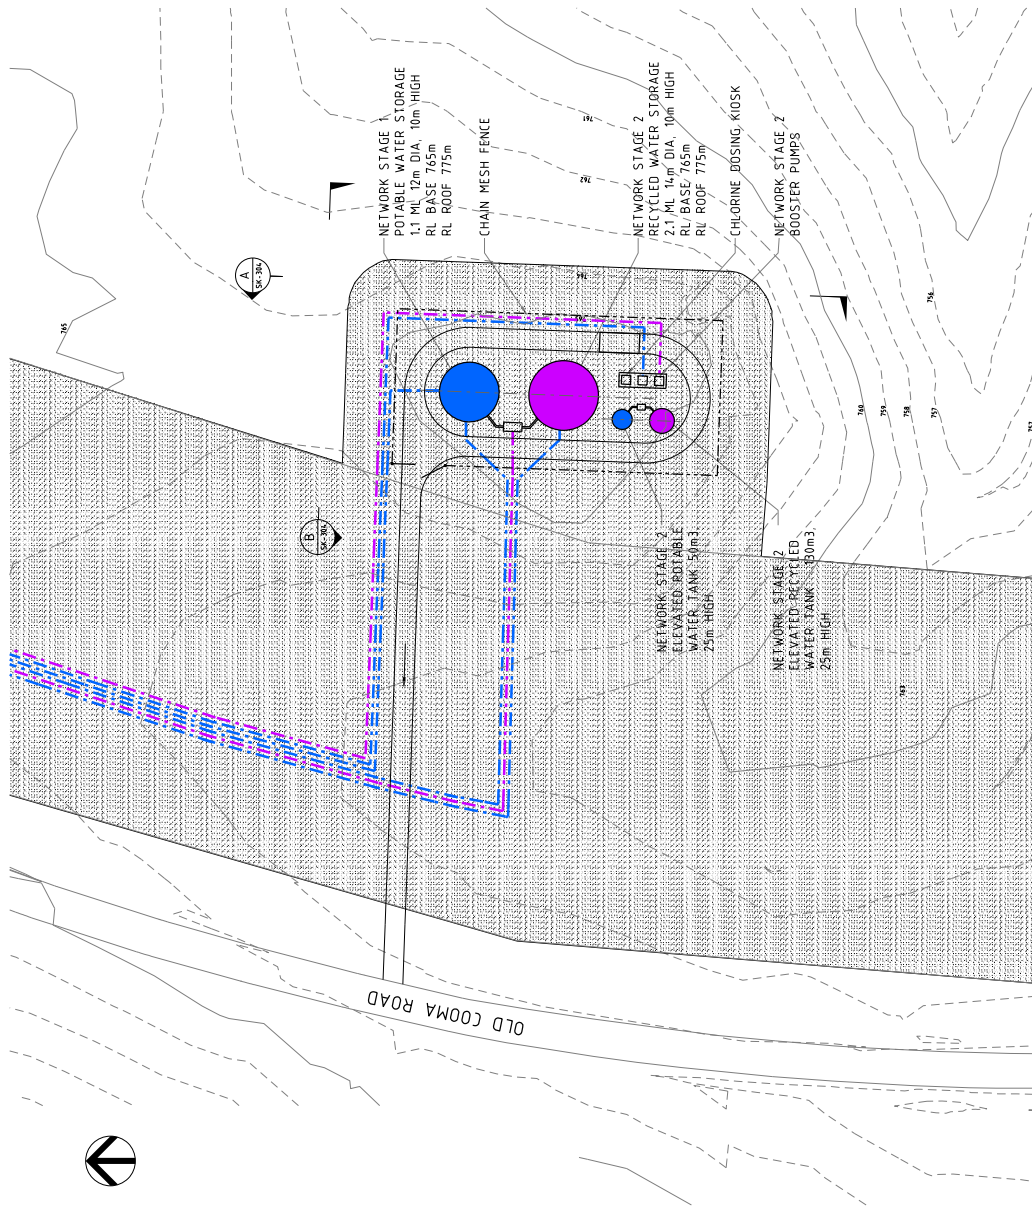 NETWORK STAGE 1
POTABLE WATER STORAGE
1.1 ML 12m DIA, 10m HIGH
RL BASE 765m
RL ROOF 775m
CHAIN MESH FENCE
NETWORK STAGE 2
RECYCLED WATER STORAGE
2.1 ML 14m DIA, 10m HIGH
RL BASE 765m
RL ROOF 775m
CHLORINE DOSING KIOSK
NETWORK STAGE 2
BOOSTER PUMPS
A
SK-304
B
SK-304
NETWORK STAGE 2
ELEVATED POTABLE
WATER TANK 50m3
25m HIGH
NETWORK STAGE 2
ELEVATED RECYCLED
WATER TANK 130m3
25m HIGH
OLD COOMA ROAD
765
761
762
764
756
760
759
758
757
763